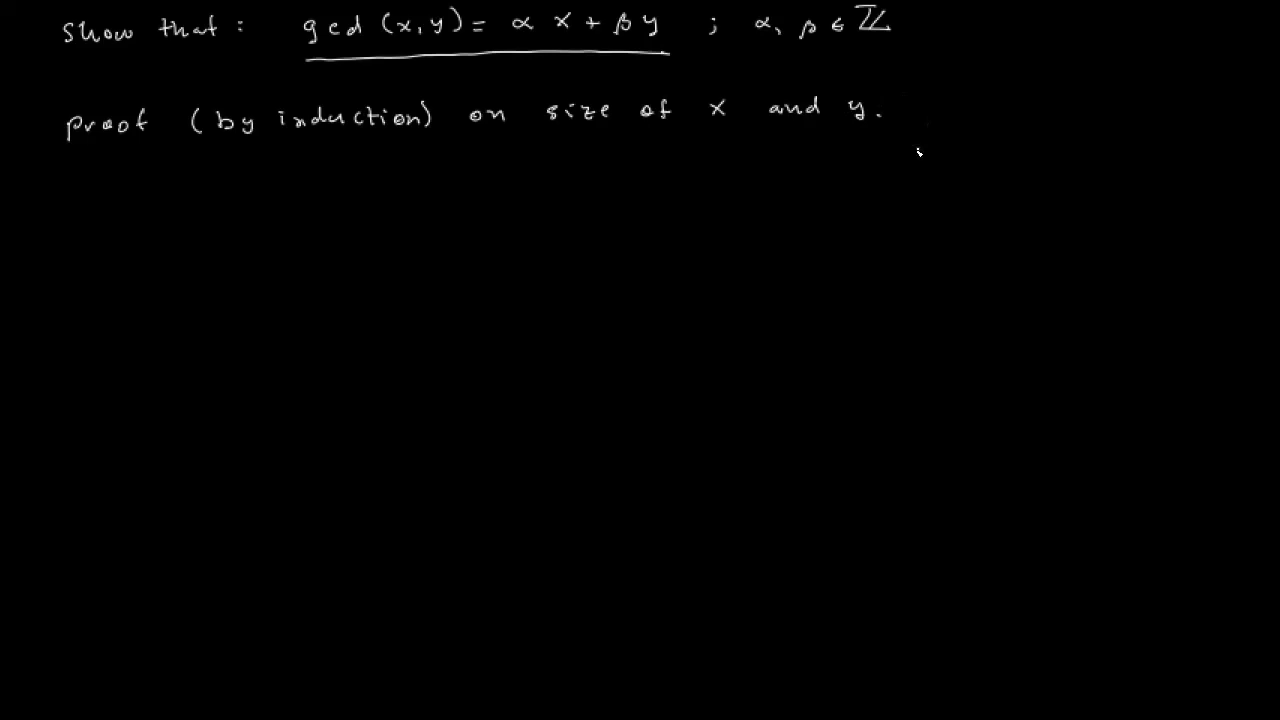 Show that : gcd (x, y) = α x + β y ; α, β ∈ ℤ
proof (by induction) on size of x and y.